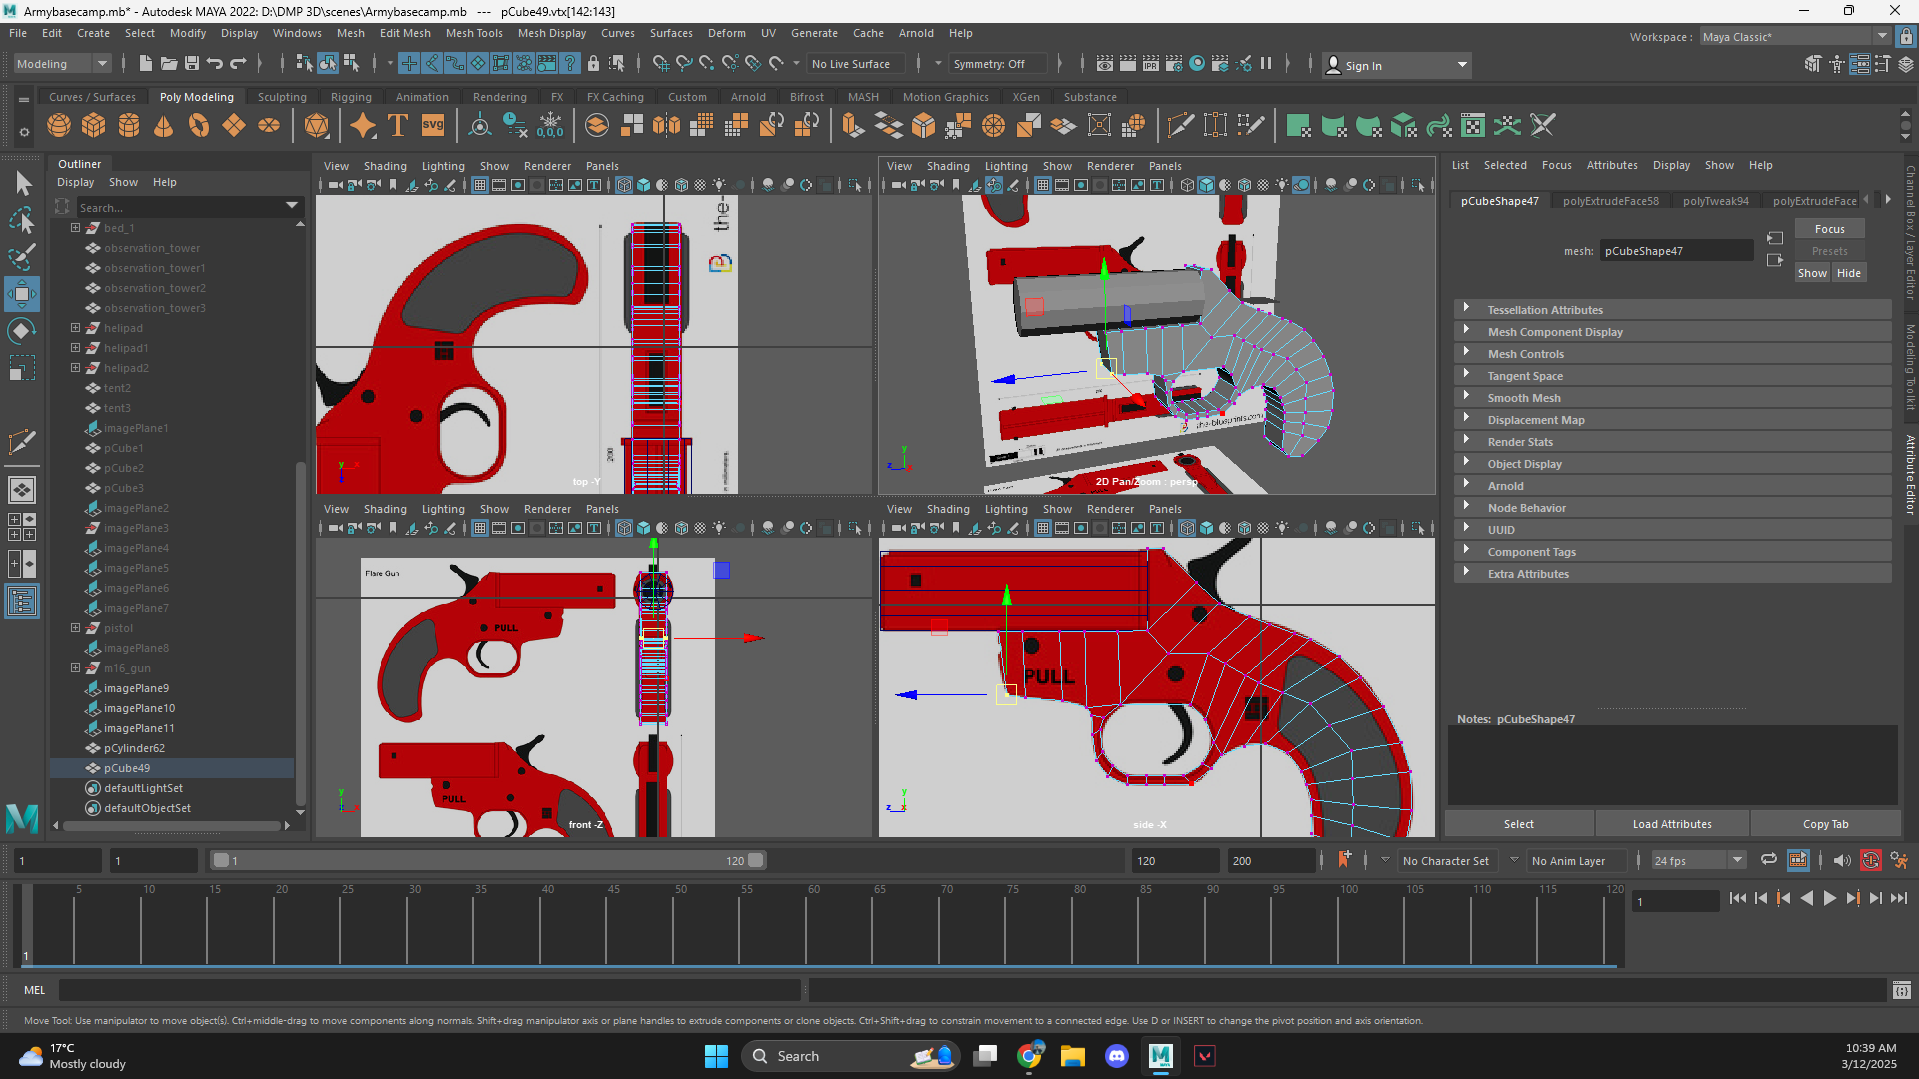 Armybasecamp.mb* - Autodesk MAYA 2022: D:\DMP 3D\scenes\Armybasecamp.mb --- pCube49.vtx[142:143]
File Edit Create Select Modify Display Windows Mesh Edit Mesh Mesh Tools Mesh Display Curves Surfaces Deform UV Generate Cache Arnold Help
Workspace : Maya Classic*
Modeling
No Live Surface
Symmetry: Off
Sign In
Curves / Surfaces Poly Modeling Sculpting Rigging Animation Rendering FX FX Caching Custom Arnold Bifrost MASH Motion Graphics XGen Substance
Outliner
Display Show Help
Search...
bed_1
observation_tower
observation_tower1
observation_tower2
observation_tower3
helipad
helipad1
helipad2
tent2
tent3
imagePlane1
pCube1
pCube2
pCube3
imagePlane2
imagePlane3
imagePlane4
imagePlane5
imagePlane6
imagePlane7
pistol
imagePlane8
m16_gun
imagePlane9
imagePlane10
imagePlane11
pCylinder62
pCube49
defaultLightSet
defaultObjectSet
View Shading Lighting Show Renderer Panels
the-
200
top -Y
View Shading Lighting Show Renderer Panels
the-blueprints.com
2D Pan/Zoom : persp
View Shading Lighting Show Renderer Panels
Flare Gun
PULL
PULL
front -Z
View Shading Lighting Show Renderer Panels
PULL
side -X
List Selected Focus Attributes Display Show Help
pCubeShape47 polyExtrudeFace58 polyTweak94 polyExtrudeFace
mesh: pCubeShape47
Focus
Presets
Show Hide
Tessellation Attributes
Mesh Component Display
Mesh Controls
Tangent Space
Smooth Mesh
Displacement Map
Render Stats
Object Display
Arnold
Node Behavior
UUID
Component Tags
Extra Attributes
Notes: pCubeShape47
Select Load Attributes Copy Tab
Channel Box / Layer Editor
Modeling Toolkit
Attribute Editor
1 1 1 120 120 200 No Character Set No Anim Layer 24 fps
5 10 15 20 25 30 35 40 45 50 55 60 65 70 75 80 85 90 95 100 105 110 115 120
1
1
MEL
Move Tool: Use manipulator to move object(s). Ctrl+middle-drag to move components along normals. Shift+drag manipulator axis or plane handles to extrude components or clone objects. Ctrl+Shift+drag to constrain movement to a connected edge. Use D or INSERT to change the pivot position and axis orientation.
17°C
Mostly cloudy
Search
10:39 AM
3/12/2025